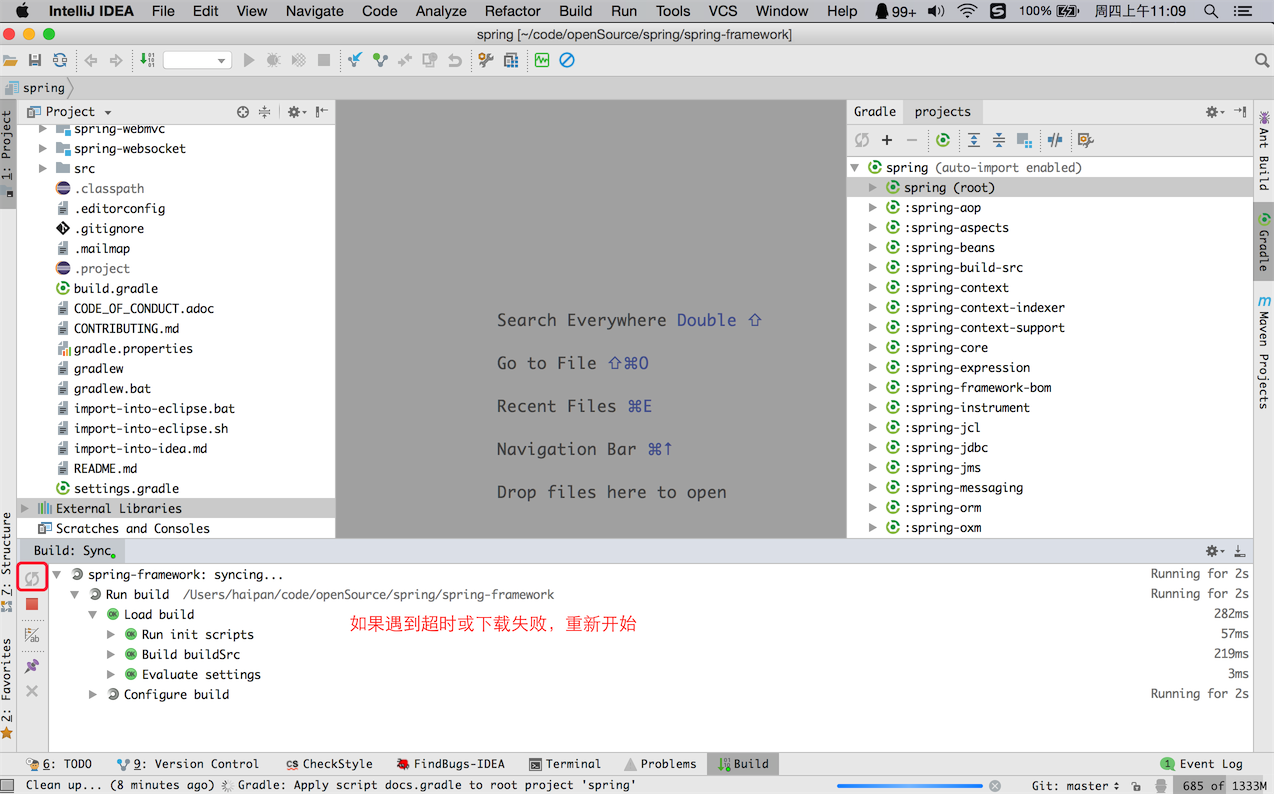 IntelliJ IDEA File Edit View Navigate Code Analyze Refactor Build Run Tools VCS Window Help 99+ 100% 周四上午11:09
spring [~/code/openSource/spring/spring-framework]
spring
1: Project
Z: Structure
2: Favorites
Project
spring-webmvc
spring-websocket
src
.classpath
.editorconfig
.gitignore
.mailmap
.project
build.gradle
CODE_OF_CONDUCT.adoc
CONTRIBUTING.md
gradle.properties
gradlew
gradlew.bat
import-into-eclipse.bat
import-into-eclipse.sh
import-into-idea.md
README.md
settings.gradle
External Libraries
Scratches and Consoles
Search Everywhere Double ⇧
Go to File ⇧⌘O
Recent Files ⌘E
Navigation Bar ⌘↑
Drop files here to open
Gradle projects
spring (auto-import enabled)
spring (root)
:spring-aop
:spring-aspects
:spring-beans
:spring-build-src
:spring-context
:spring-context-indexer
:spring-context-support
:spring-core
:spring-expression
:spring-framework-bom
:spring-instrument
:spring-jcl
:spring-jdbc
:spring-jms
:spring-messaging
:spring-orm
:spring-oxm
Ant Build
Gradle
Maven Projects
Build: Sync
spring-framework: syncing... Running for 2s
Run build /Users/haipan/code/openSource/spring/spring-framework Running for 2s
Load build 282ms
如果遇到超时或下载失败，重新开始
Run init scripts 57ms
Build buildSrc 219ms
Evaluate settings 3ms
Configure build Running for 2s
6: TODO 9: Version Control CheckStyle FindBugs-IDEA Terminal Problems Build 1 Event Log
Clean up... (8 minutes ago) Gradle: Apply script docs.gradle to root project 'spring' Git: master 685 of 1333M